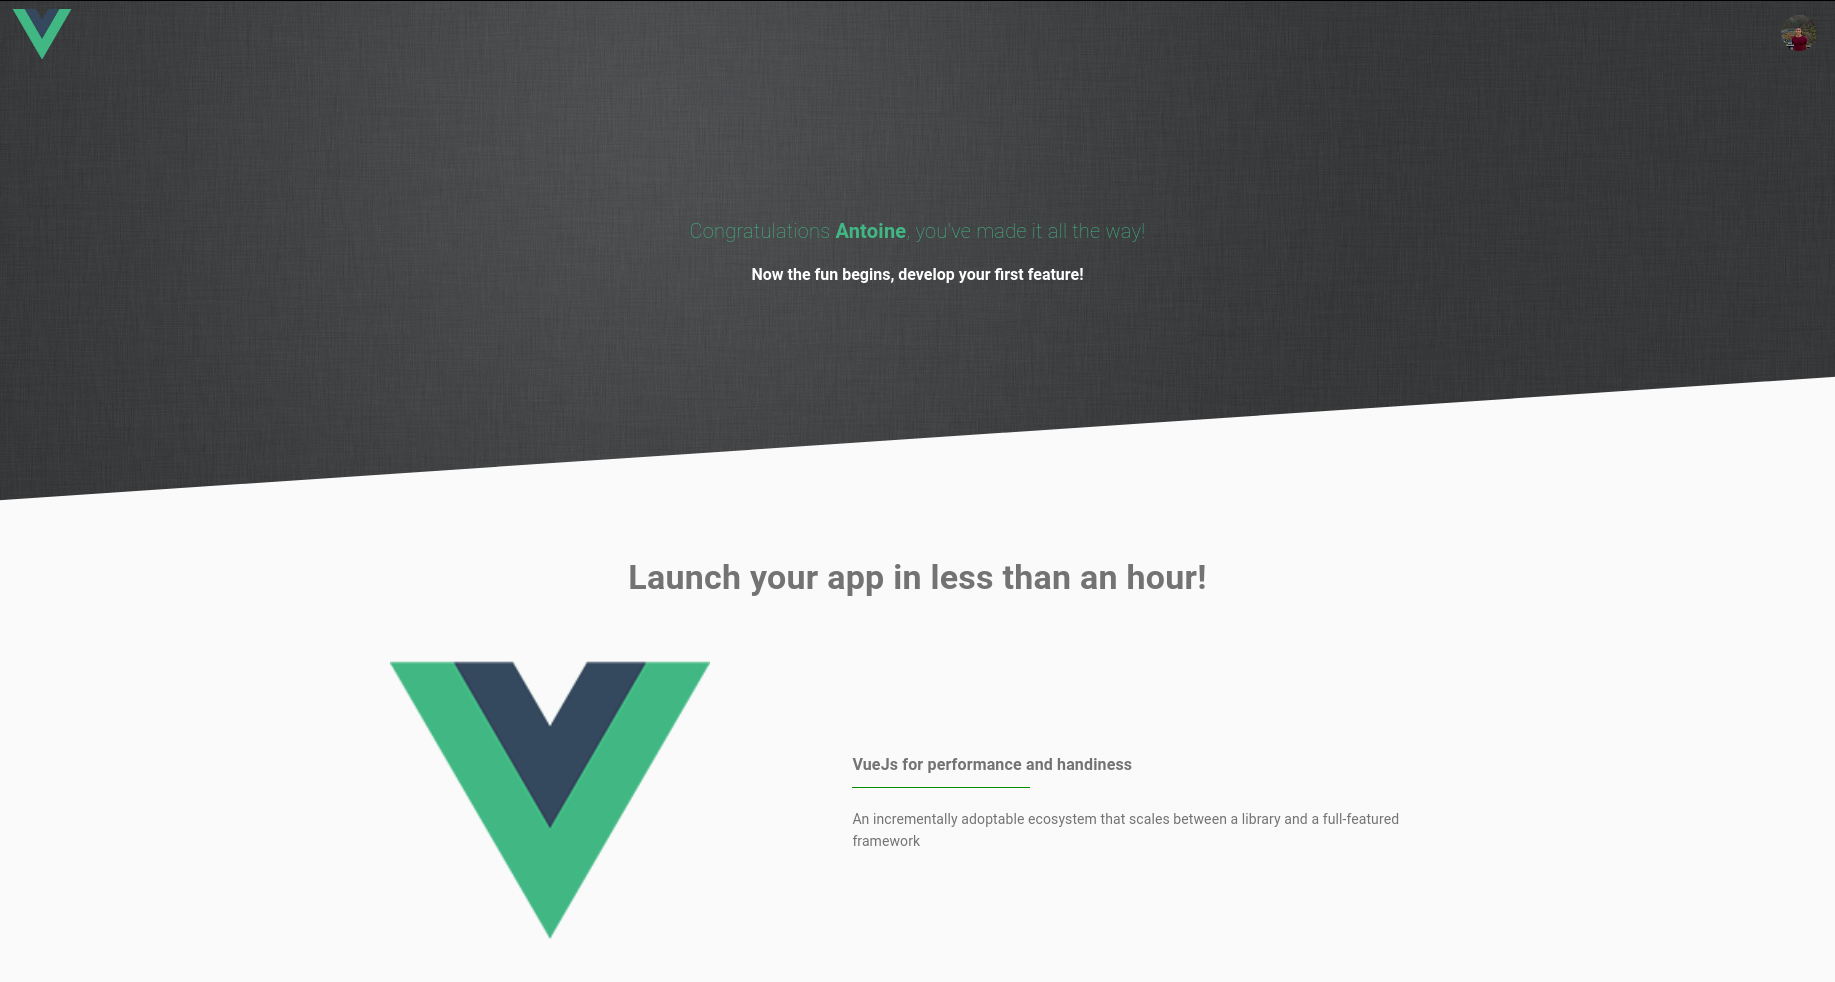 Congratulations Antoine, you've made it all the way!
Now the fun begins, develop your first feature!
Launch your app in less than an hour!
VueJs for performance and handiness
An incrementally adoptable ecosystem that scales between a library and a full-featured
framework